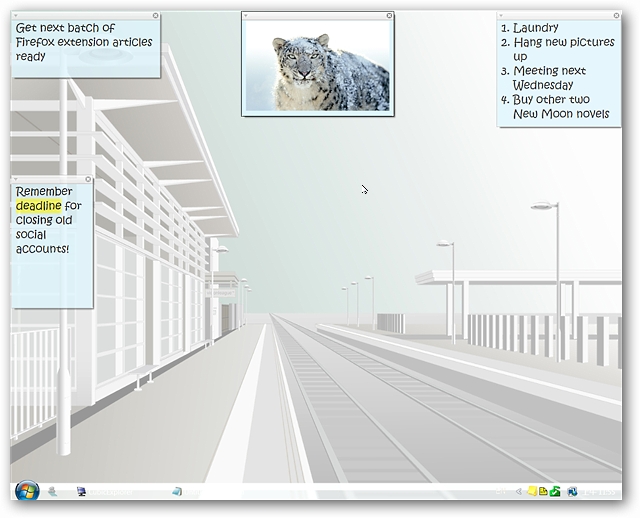 Get next batch of
Firefox extension articles
ready
1. Laundry
2. Hang new pictures
up
3. Meeting next
Wednesday
4. Buy other two
New Moon novels
Remember
deadline for
closing old
social
accounts!